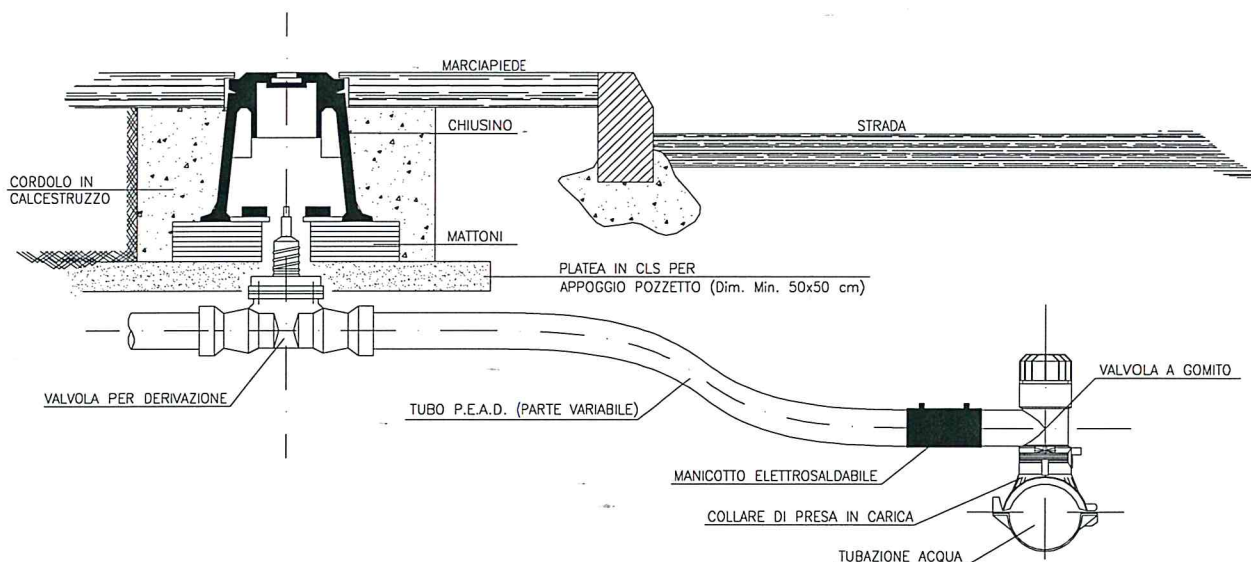 MARCIAPIEDE
STRADA
CHIUSINO
CORDOLO IN
CALCESTRUZZO
MATTONI
PLATEA IN CLS PER
APPOGGIO POZZETTO (Dim. Min. 50x50 cm)
VALVOLA A GOMITO
VALVOLA PER DERIVAZIONE
TUBO P.E.A.D. (PARTE VARIABILE)
MANICOTTO ELETTROSALDABILE
COLLARE DI PRESA IN CARICA
TUBAZIONE ACQUA